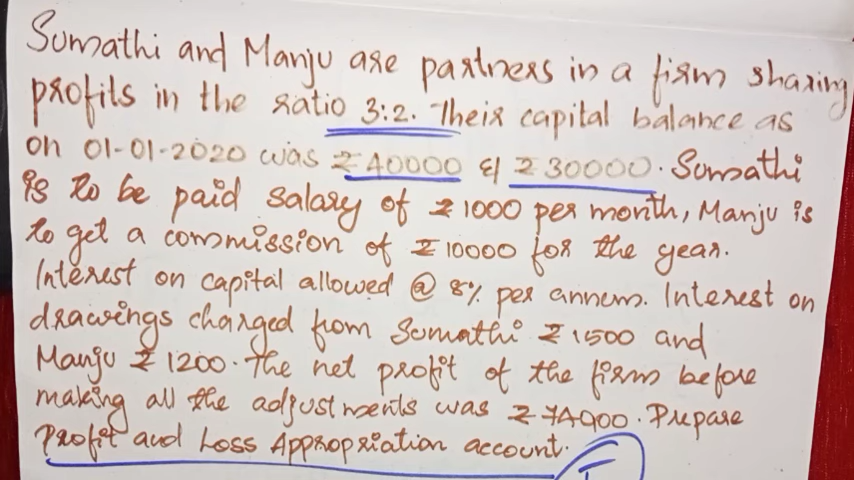 Sumathi and Manju are partners in a firm sharing
profits in the ratio 3:2. Their capital balance as
on 01-01-2020 was ₹40000 & ₹30000. Sumathi
is to be paid salary of ₹1000 per month, Manju is
to get a commission of ₹10000 for the year.
Interest on capital allowed @ 8% per annem. Interest on
drawings charged from Sumathi ₹1500 and
Manju ₹1200. The net profit of the firm before
making all the adjustments was ₹74900. Prepare
Profit and Loss Appropriation account.